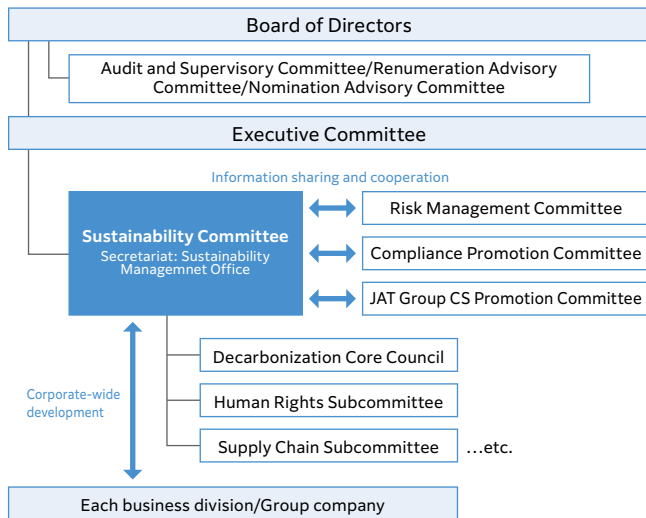 Board of Directors
Audit and Supervisory Committee/Renumeration Advisory
Committee/Nomination Advisory Committee
Executive Committee
Information sharing and cooperation
Sustainability Committee
Secretariat: Sustainability
Managemnet Office
Risk Management Committee
Compliance Promotion Committee
JAT Group CS Promotion Committee
Decarbonization Core Council
Corporate-wide
development
Human Rights Subcommittee
Supply Chain Subcommittee …etc.
Each business division/Group company